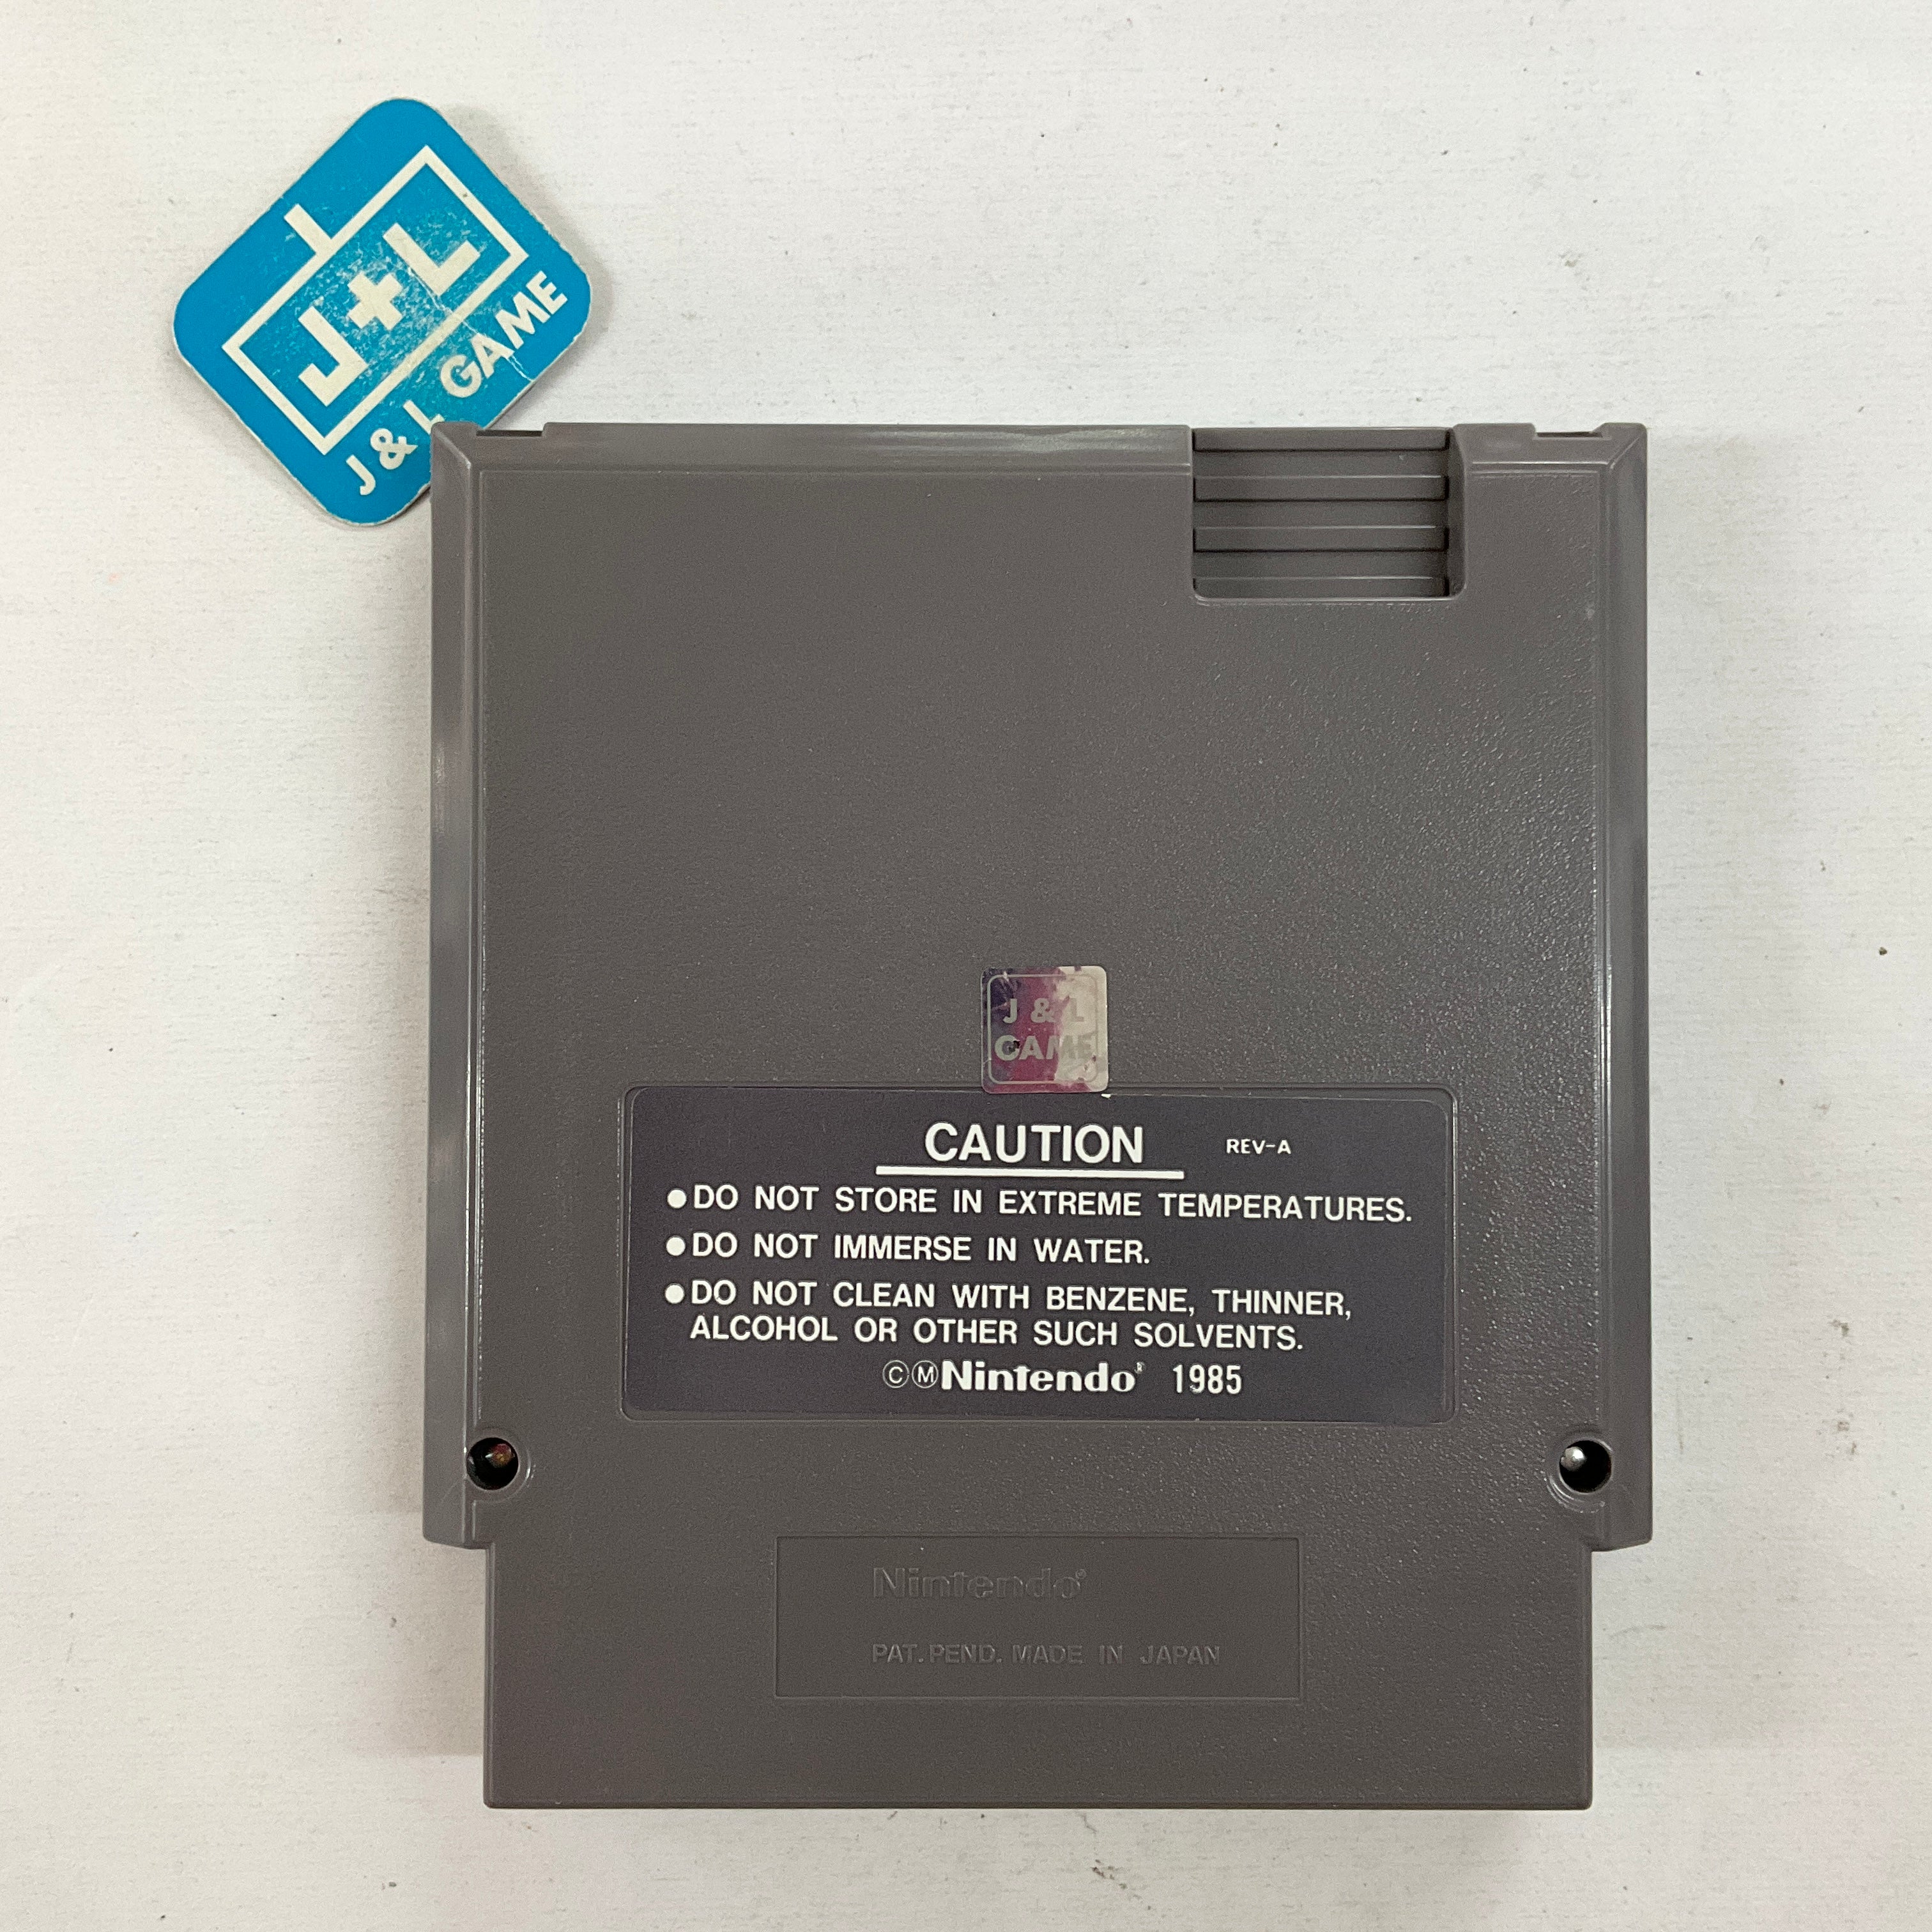 J+L
J & L GAME
J & L
GAME
CAUTION REV-A
●DO NOT STORE IN EXTREME TEMPERATURES.
●DO NOT IMMERSE IN WATER.
●DO NOT CLEAN WITH BENZENE, THINNER,
ALCOHOL OR OTHER SUCH SOLVENTS.
©ⓂNintendo® 1985
Nintendo®
PAT. PEND. MADE IN JAPAN